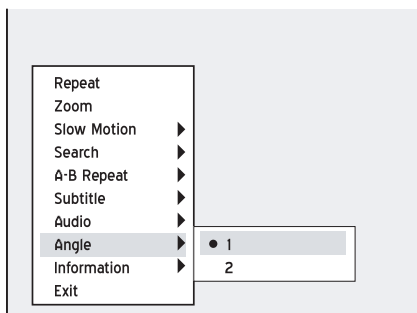 Repeat
Zoom
Slow Motion
Search
A-B Repeat
Subtitle
Audio
Angle
1
2
Information
Exit